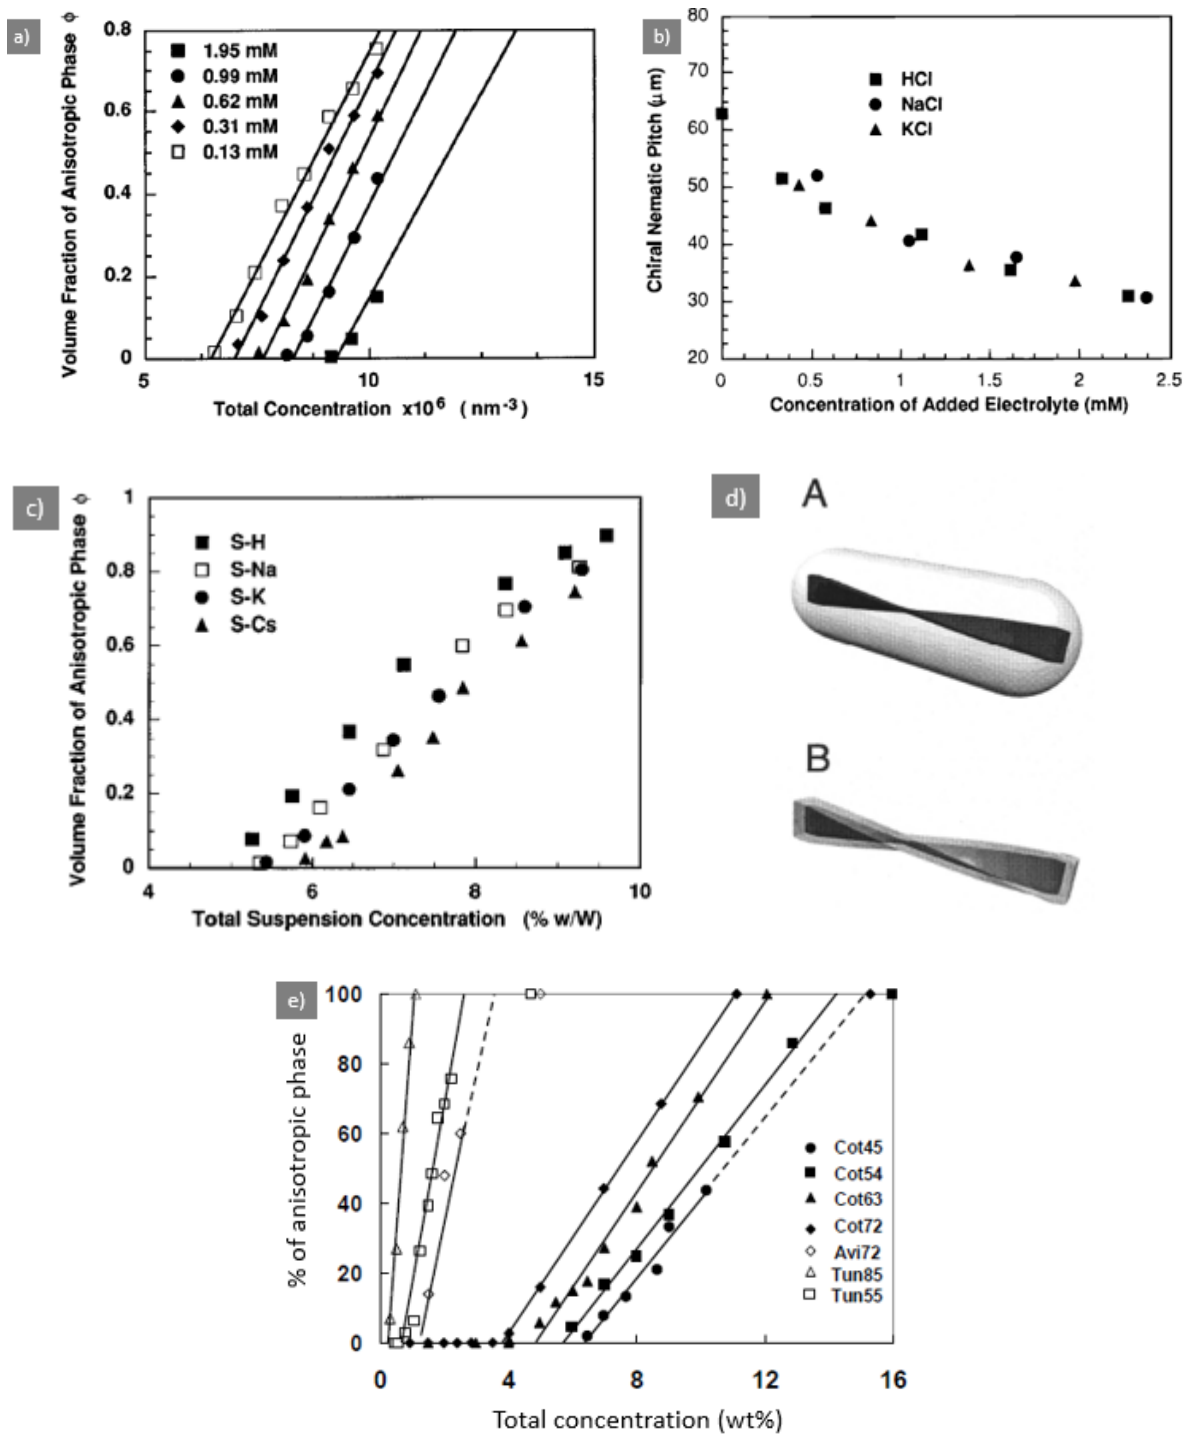 a)
Volume Fraction of Anisotropic Phase ϕ
0.8
0.6
0.4
0.2
0
1.95 mM
0.99 mM
0.62 mM
0.31 mM
0.13 mM
5
10
15
Total Concentration x10⁶ ( nm⁻³)
b)
Chiral Nematic Pitch (μm)
80
70
60
50
40
30
20
HCl
NaCl
KCl
0
0.5
1
1.5
2
2.5
Concentration of Added Electrolyte (mM)
c)
Volume Fraction of Anisotropic Phase ϕ
1
0.8
0.6
0.4
0.2
0
S-H
S-Na
S-K
S-Cs
4
6
8
10
Total Suspension Concentration (% w/W)
d)
A
B
e)
% of anisotropic phase
100
80
60
40
20
0
Cot45
Cot54
Cot63
Cot72
Avi72
Tun85
Tun55
0
4
8
12
16
Total concentration (wt%)